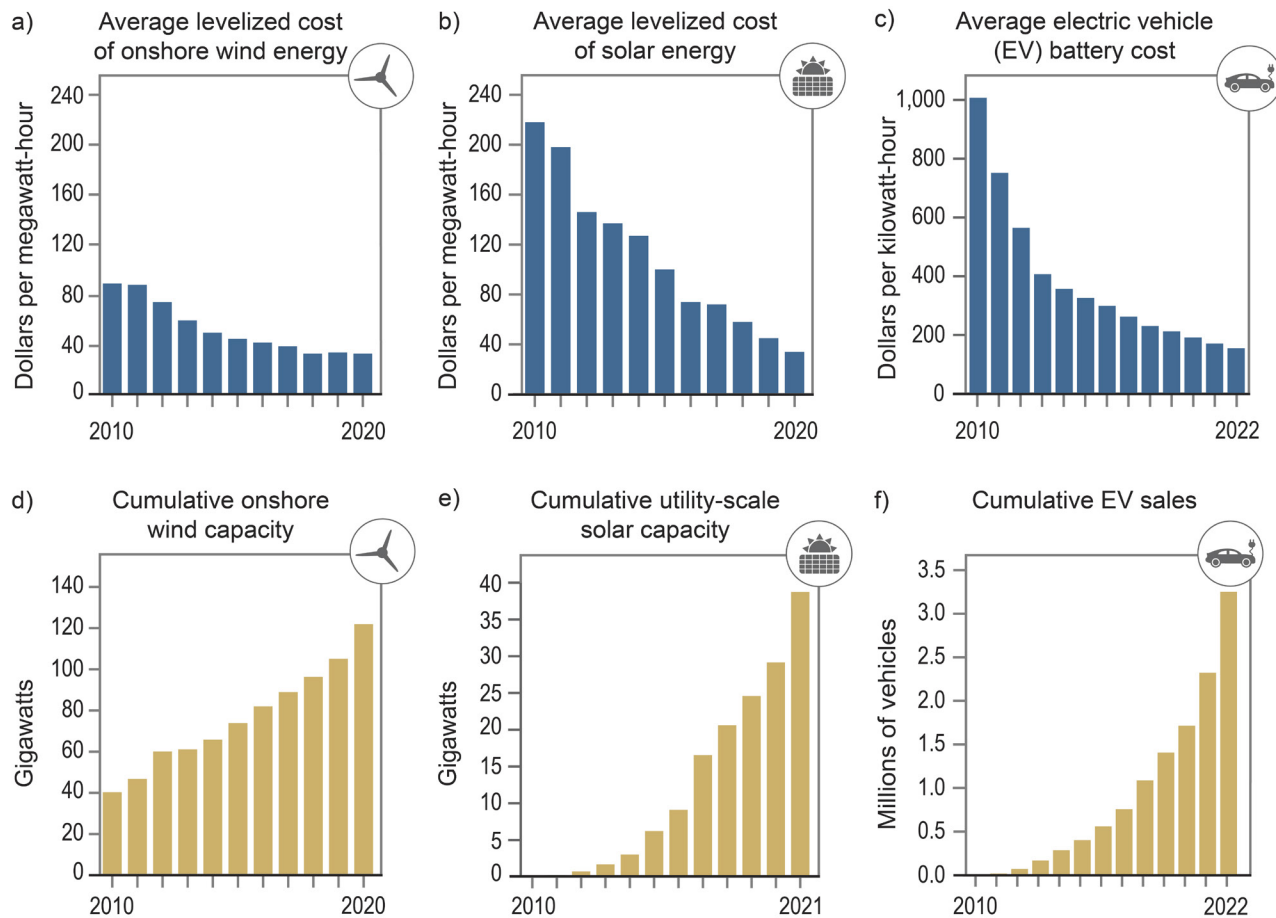 a)
Average levelized cost
of onshore wind energy
Dollars per megawatt-hour
240
200
160
120
80
40
0
2010
2020
b)
Average levelized cost
of solar energy
Dollars per megawatt-hour
240
200
160
120
80
40
0
2010
2020
c)
Average electric vehicle
(EV) battery cost
Dollars per kilowatt-hour
1,000
800
600
400
200
0
2010
2022
d)
Cumulative onshore
wind capacity
Gigawatts
140
120
100
80
60
40
20
0
2010
2020
e)
Cumulative utility-scale
solar capacity
Gigawatts
40
35
30
25
20
15
10
5
0
2010
2021
f)
Cumulative EV sales
Millions of vehicles
3.5
3.0
2.5
2.0
1.5
1.0
0.5
0.0
2010
2022